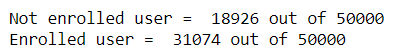 Not enrolled user =  18926 out of 50000
Enrolled user =  31074 out of 50000